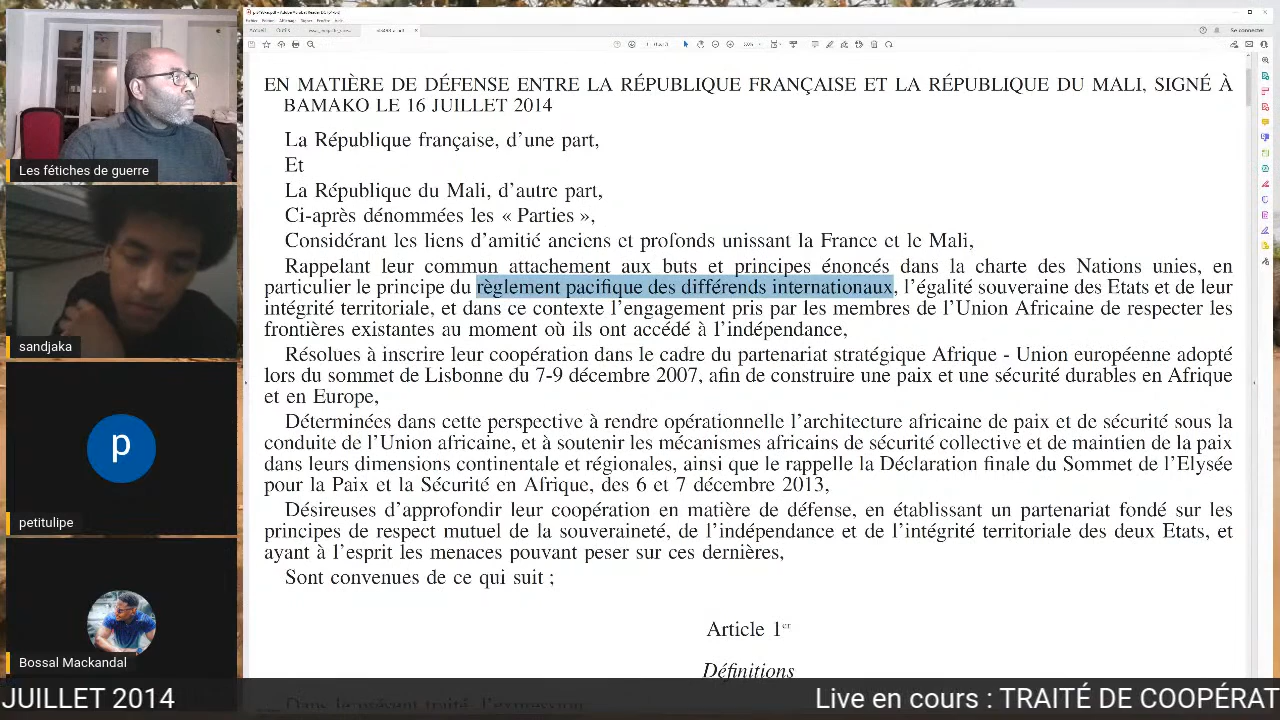 Accueil Outils
Se connecter
EN MATIÈRE DE DÉFENSE ENTRE LA RÉPUBLIQUE FRANÇAISE ET LA RÉPUBLIQUE DU MALI, SIGNÉ À
BAMAKO LE 16 JUILLET 2014
La République française, d’une part,
Et
La République du Mali, d’autre part,
Ci-après dénommées les « Parties »,
Considérant les liens d’amitié anciens et profonds unissant la France et le Mali,
Rappelant leur commun attachement aux buts et principes énoncés dans la charte des Nations unies, en
particulier le principe du règlement pacifique des différends internationaux, l’égalité souveraine des Etats et de leur
intégrité territoriale, et dans ce contexte l’engagement pris par les membres de l’Union Africaine de respecter les
frontières existantes au moment où ils ont accédé à l’indépendance,
Résolues à inscrire leur coopération dans le cadre du partenariat stratégique Afrique - Union européenne adopté
lors du sommet de Lisbonne du 7-9 décembre 2007, afin de construire une paix et une sécurité durables en Afrique
et en Europe,
Déterminées dans cette perspective à rendre opérationnelle l’architecture africaine de paix et de sécurité sous la
conduite de l’Union africaine, et à soutenir les mécanismes africains de sécurité collective et de maintien de la paix
dans leurs dimensions continentale et régionales, ainsi que le rappelle la Déclaration finale du Sommet de l’Elysée
pour la Paix et la Sécurité en Afrique, des 6 et 7 décembre 2013,
Désireuses d’approfondir leur coopération en matière de défense, en établissant un partenariat fondé sur les
principes de respect mutuel de la souveraineté, de l’indépendance et de l’intégrité territoriale des deux Etats, et
ayant à l’esprit les menaces pouvant peser sur ces dernières,
Sont convenues de ce qui suit ;
Article 1er
Définitions
Dans le présent traité, l’expression
Les fétiches de guerre
sandjaka
p
petitulipe
Bossal Mackandal
JUILLET 2014
Live en cours : TRAITÉ DE COOPÉRAT